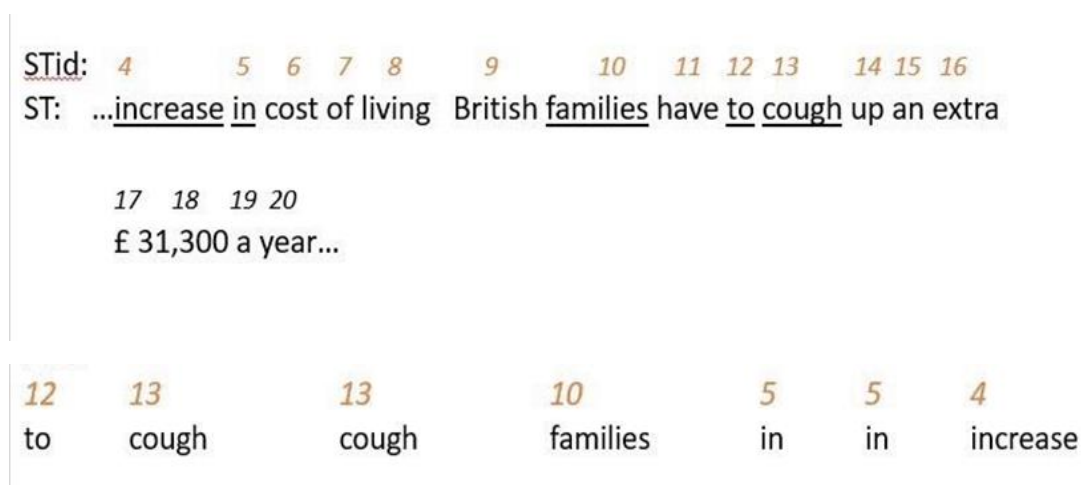 STid: 4 5 6 7 8 9 10 11 12 13 14 15 16
ST: ...increase in cost of living British families have to cough up an extra
17 18 19 20
£ 31,300 a year...
12 13 13 10 5 5 4
to cough cough families in in increase